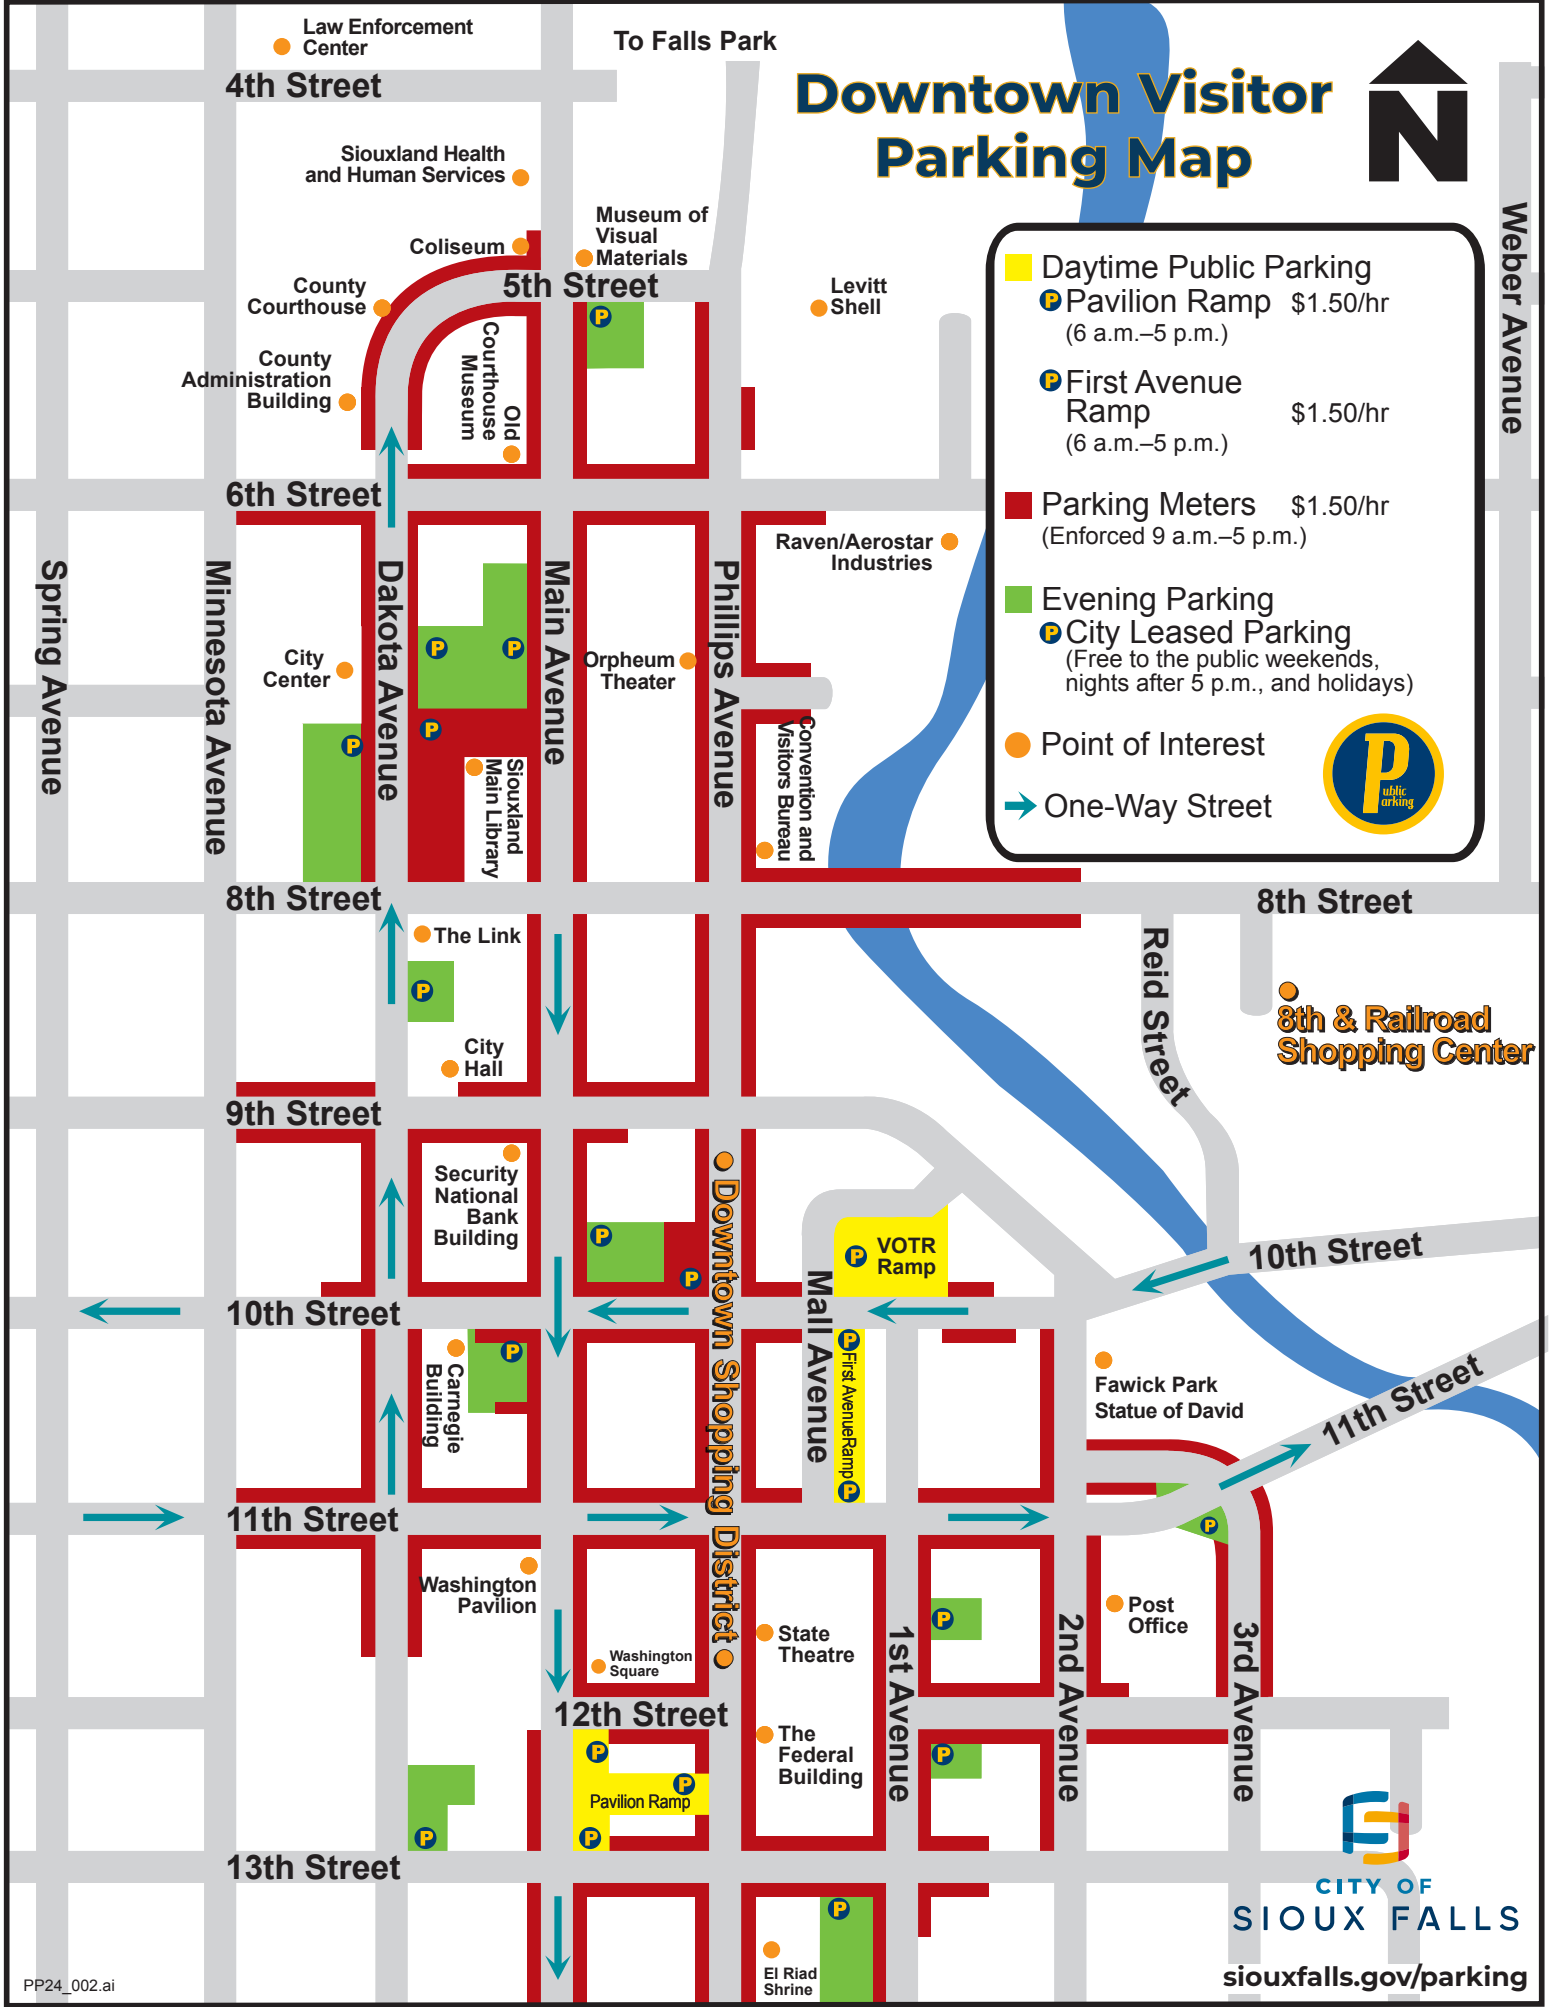 Law Enforcement
Center
To Falls Park
4th Street
Downtown Visitor
Parking Map
N
Siouxland Health
and Human Services
Museum of
Visual
Materials
Coliseum
5th Street
County
Courthouse
P
Levitt
Shell
Weber Avenue
County
Administration
Building
Old
Courthouse
Museum
Daytime Public Parking
P Pavilion Ramp $1.50/hr
(6 a.m.–5 p.m.)
P First Avenue
Ramp $1.50/hr
(6 a.m.–5 p.m.)
Parking Meters $1.50/hr
(Enforced 9 a.m.–5 p.m.)
Evening Parking
P City Leased Parking
(Free to the public weekends,
nights after 5 p.m., and holidays)
Point of Interest
One-Way Street
Public
Parking
6th Street
Raven/Aerostar
Industries
Spring Avenue
Minnesota Avenue
Dakota Avenue
Main Avenue
Phillips Avenue
P
P
City
Center
Orpheum
Theater
P
P
Siouxland
Main Library
Convention and
Visitors Bureau
8th Street
8th Street
The Link
P
City
Hall
Reid Street
8th & Railroad
Shopping Center
9th Street
Security
National
Bank
Building
P
P
Downtown Shopping District
P
VOTR
Ramp
10th Street
10th Street
Mall Avenue
P
First AvenueRamp
P
Carnegie
Building
P
Fawick Park
Statue of David
11th Street
11th Street
P
Washington
Pavilion
Washington
Square
State
Theatre
P
1st Avenue
2nd Avenue
Post
Office
3rd Avenue
12th Street
The
Federal
Building
P
P
P
Pavilion Ramp
P
P
13th Street
P
El Riad
Shrine
CITY OF
SIOUX FALLS
siouxfalls.gov/parking
PP24_002.ai